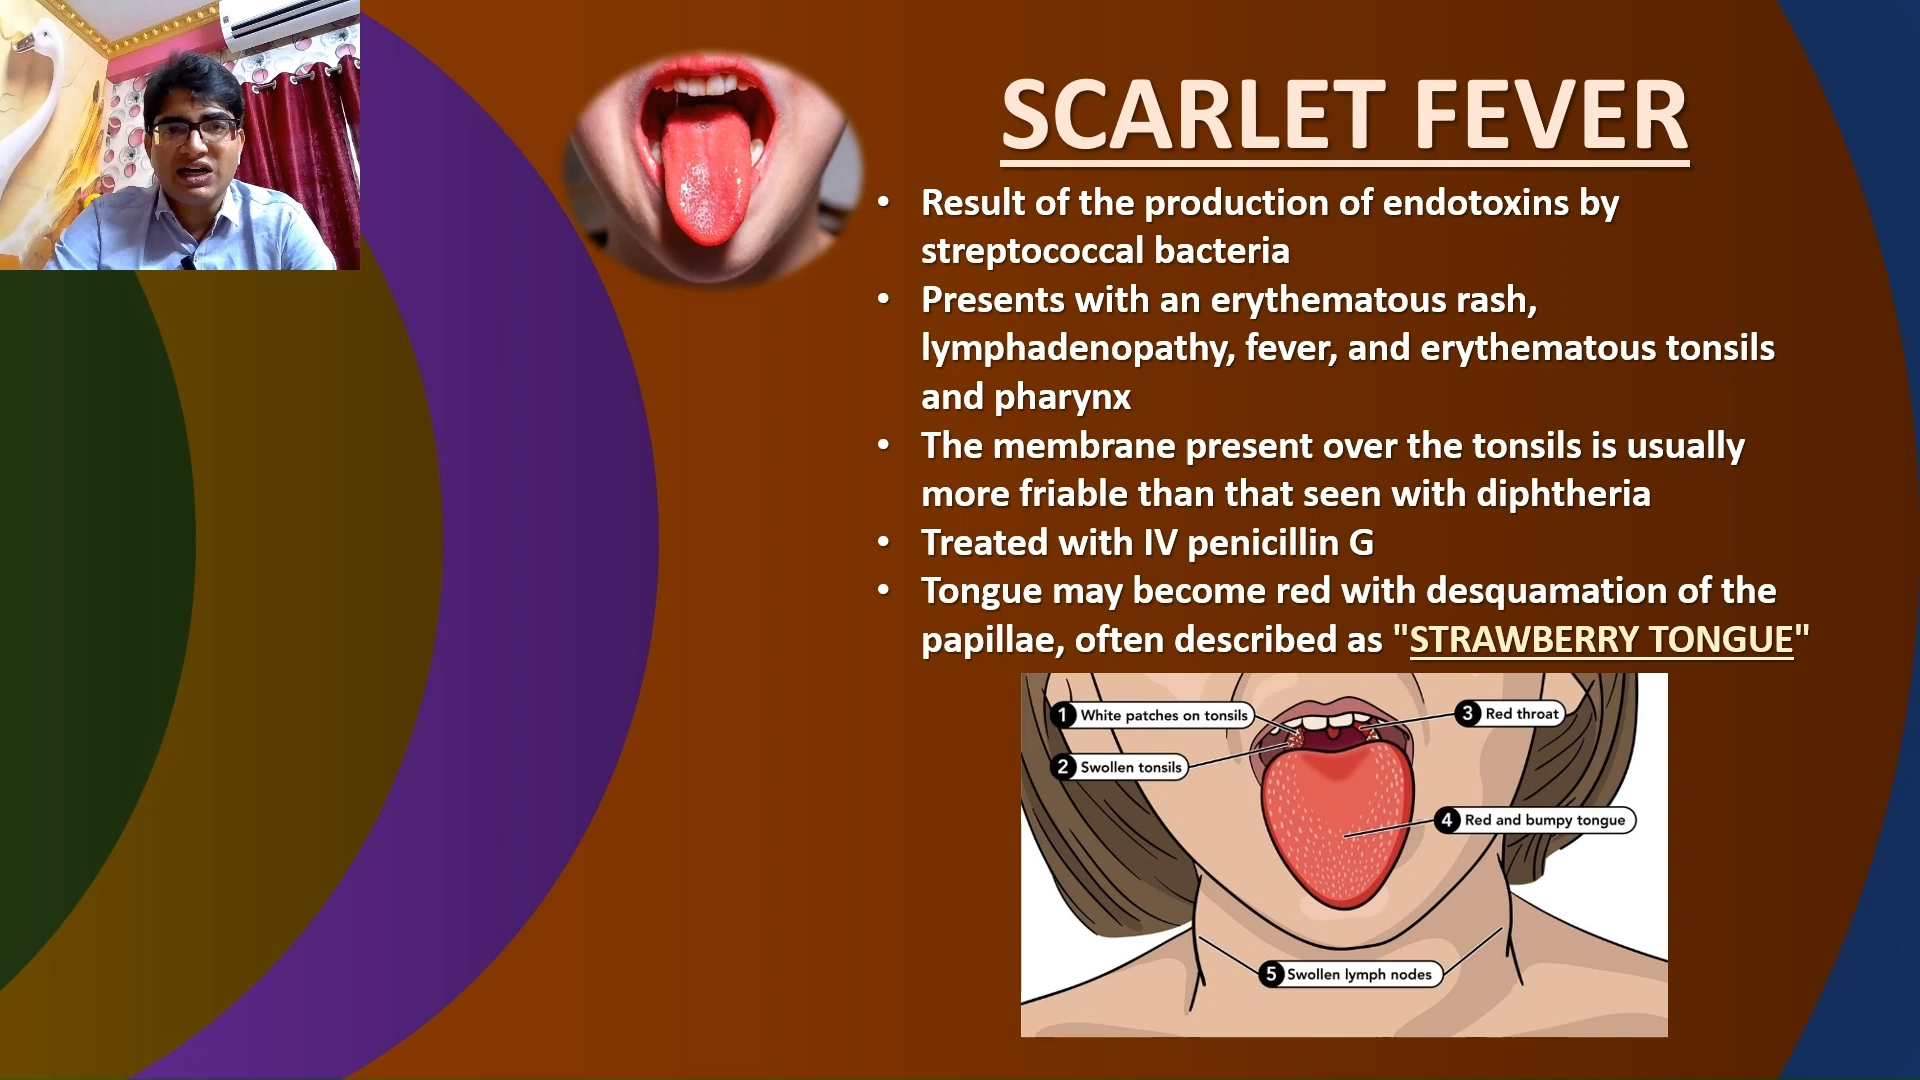 SCARLET FEVER
• Result of the production of endotoxins by
streptococcal bacteria
• Presents with an erythematous rash,
lymphadenopathy, fever, and erythematous tonsils
and pharynx
• The membrane present over the tonsils is usually
more friable than that seen with diphtheria
• Treated with IV penicillin G
• Tongue may become red with desquamation of the
papillae, often described as "STRAWBERRY TONGUE"
1 White patches on tonsils
3 Red throat
2 Swollen tonsils
4 Red and bumpy tongue
5 Swollen lymph nodes